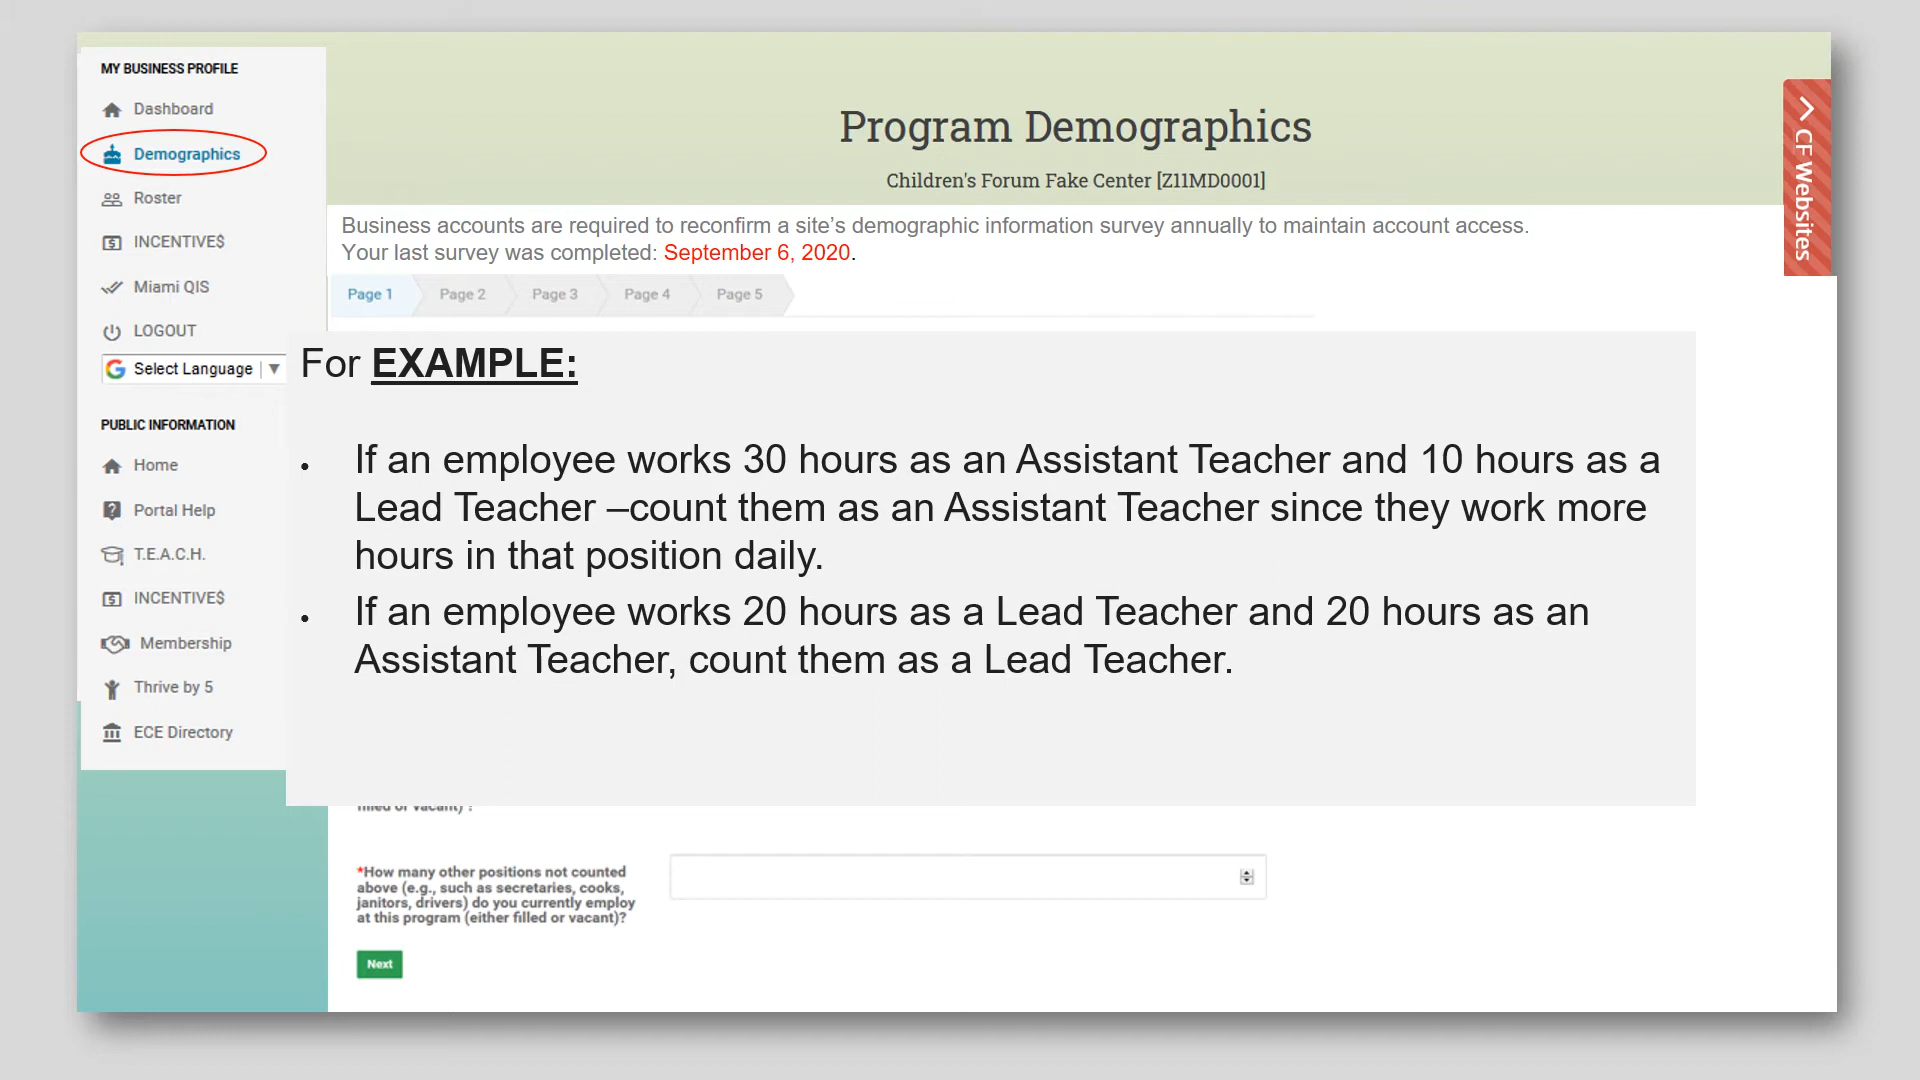 MY BUSINESS PROFILE
Dashboard
Demographics
Roster
INCENTIVE$
Miami QIS
LOGOUT
Select Language
PUBLIC INFORMATION
Home
Portal Help
T.E.A.C.H.
INCENTIVE$
Membership
Thrive by 5
ECE Directory
Program Demographics
Children's Forum Fake Center [Z11MD0001]
CF Websites
Business accounts are required to reconfirm a site’s demographic information survey annually to maintain account access.
Your last survey was completed: September 6, 2020.
Page 1 Page 2 Page 3 Page 4 Page 5
For EXAMPLE:
• If an employee works 30 hours as an Assistant Teacher and 10 hours as a
Lead Teacher –count them as an Assistant Teacher since they work more
hours in that position daily.
• If an employee works 20 hours as a Lead Teacher and 20 hours as an
Assistant Teacher, count them as a Lead Teacher.
filled or vacant) ?
*How many other positions not counted
above (e.g., such as secretaries, cooks,
janitors, drivers) do you currently employ
at this program (either filled or vacant)?
Next